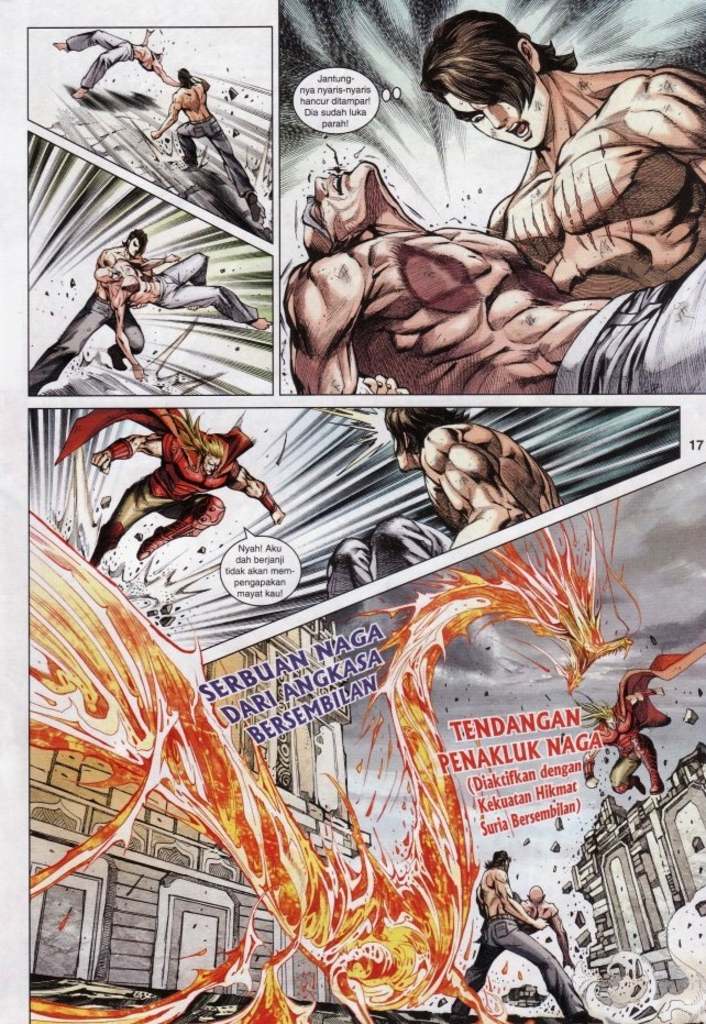 Jantung-
nya nyaris-nyaris
hancur ditampar!
Dia sudah luka
parah!
17
Nyah! Aku
dah berjanji
tidak akan mem-
pengapakan
mayat kau!
SERBUAN NAGA
DARI ANGKASA
BERSEMBILAN
TENDANGAN
PENAKLUK NAGA
(Diaktifkan dengan
Kekuatan Hikmat
Suria Bersembilan)